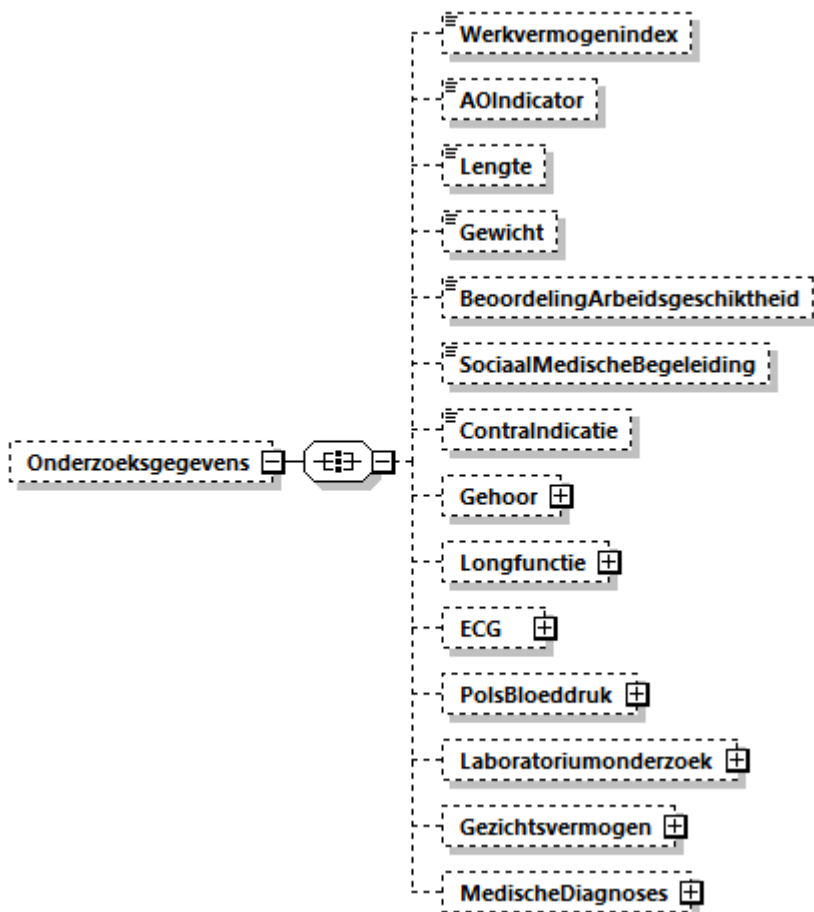 Werkvermogenindex
AOIndicator
Lengte
Gewicht
BeoordelingArbeidsgeschiktheid
SociaalMedischeBegeleiding
ContraIndicatie
Onderzoeksgegevens
Gehoor
Longfunctie
ECG
PolsBloeddruk
Laboratoriumonderzoek
Gezichtsvermogen
MedischeDiagnoses